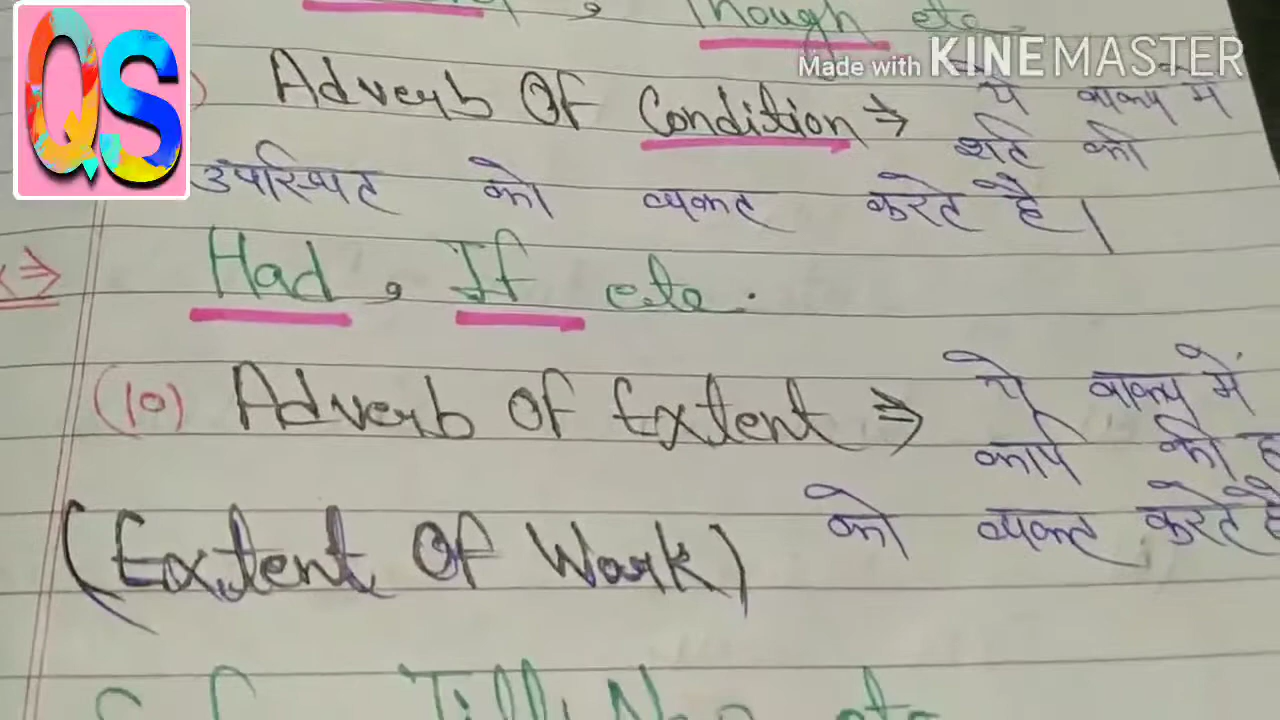 Though etc
QS
Made with KINEMASTER
Adverb Of Condition ⇒ ये वाक्य में
शर्त की
उपस्थित को व्यक्त करते है।
Had, If etc.
(10) Adverb Of Extent ⇒ ये वाक्य में
कार्य की
(Extent Of Work) को व्यक्त करते है
Till